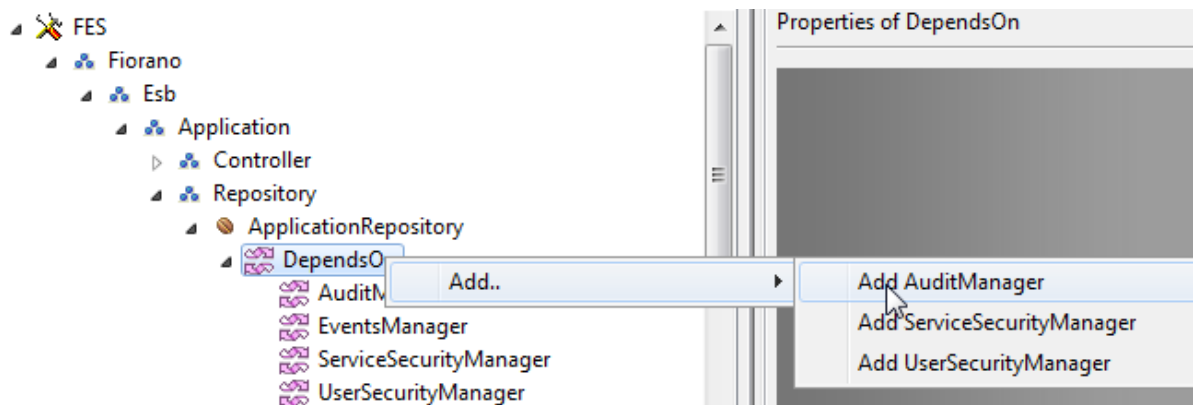 FES
Fiorano
Esb
Application
Controller
Repository
ApplicationRepository
DependsO
AuditM
EventsManager
ServiceSecurityManager
UserSecurityManager
Properties of DependsOn
Add..
Add AuditManager
Add ServiceSecurityManager
Add UserSecurityManager